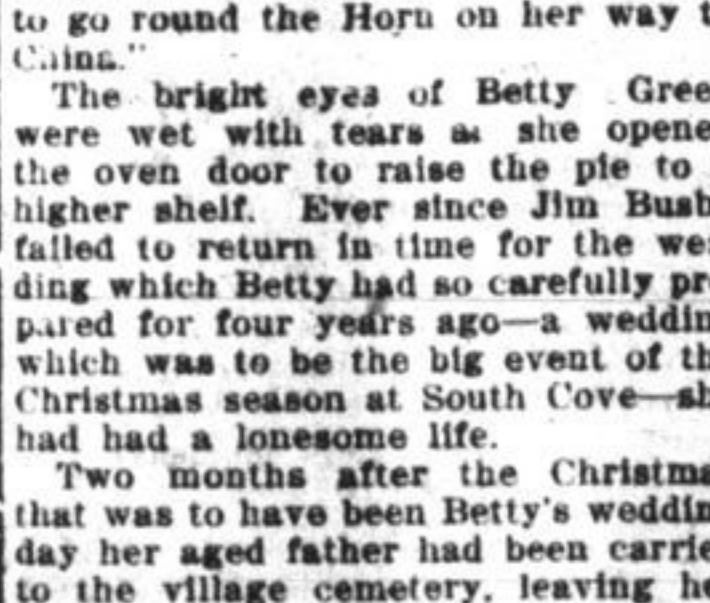 to go round the Horn on her way t
China."
The bright eyes of Betty Gree
were wet with tears as she opene
the oven door to raise the pie to
higher shelf. Ever since Jim Bush
failed to return in time for the wed
ding which Betty had so carefully pre
pared for four years ago—a weddin
which was to be the big event of th
Christmas season at South Cove—sh
had had a lonesome life.
Two months after the Christma
that was to have been Betty's weddin
day her aged father had been carrie
to the village cemetery, leaving he